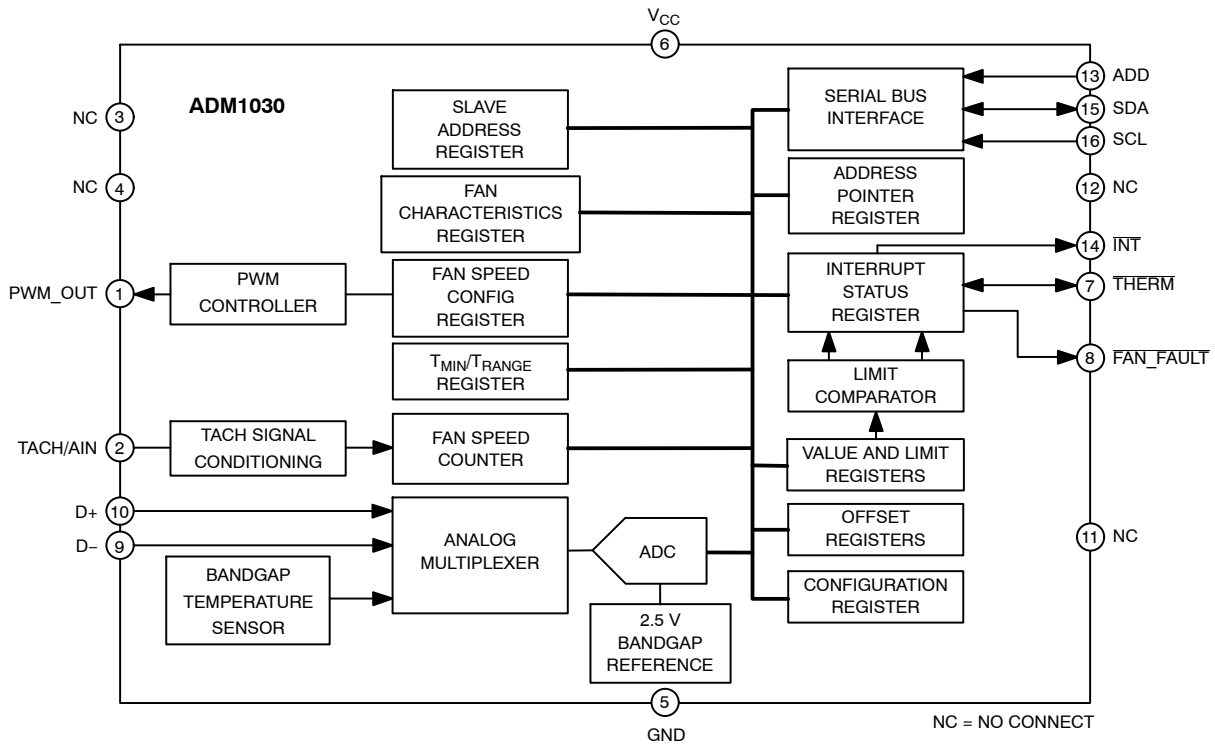 VCC
6
ADM1030
NC 3
NC 4
PWM_OUT 1
TACH/AIN 2
D+ 10
D− 9
PWM
CONTROLLER
TACH SIGNAL
CONDITIONING
BANDGAP
TEMPERATURE
SENSOR
SLAVE
ADDRESS
REGISTER
FAN
CHARACTERISTICS
REGISTER
FAN SPEED
CONFIG
REGISTER
TMIN/TRANGE
REGISTER
FAN SPEED
COUNTER
ANALOG
MULTIPLEXER
ADC
2.5 V
BANDGAP
REFERENCE
SERIAL BUS
INTERFACE
ADDRESS
POINTER
REGISTER
INTERRUPT
STATUS
REGISTER
LIMIT
COMPARATOR
VALUE AND LIMIT
REGISTERS
OFFSET
REGISTERS
CONFIGURATION
REGISTER
13 ADD
15 SDA
16 SCL
12 NC
14 INT
7 THERM
8 FAN_FAULT
11 NC
5
GND
NC = NO CONNECT